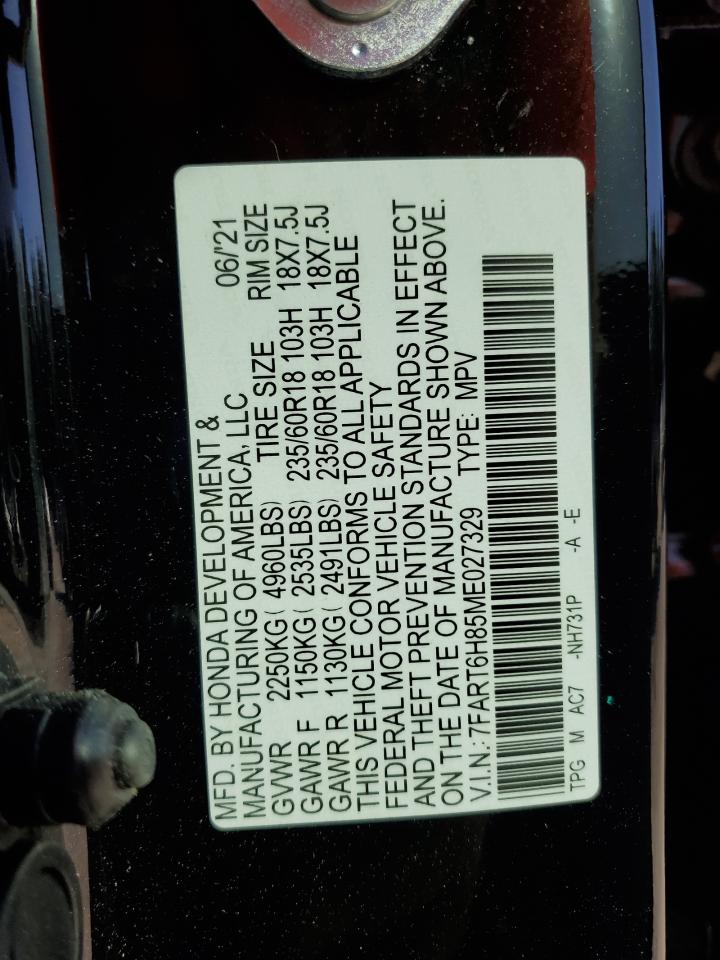 MFD. BY HONDA DEVELOPMENT &
MANUFACTURING OF AMERICA, LLC 06/'21
GVWR 2250KG( 4960LBS) TIRE SIZE RIM SIZE
GAWR F 1150KG( 2535LBS) 235/60R18 103H 18X7.5J
GAWR R 1130KG( 2491LBS) 235/60R18 103H 18X7.5J
THIS VEHICLE CONFORMS TO ALL APPLICABLE
FEDERAL MOTOR VEHICLE SAFETY
AND THEFT PREVENTION STANDARDS IN EFFECT
ON THE DATE OF MANUFACTURE SHOWN ABOVE.
V.I.N.: 7FART6H85ME027329 TYPE: MPV
TPG M AC7 -NH731P -A -E